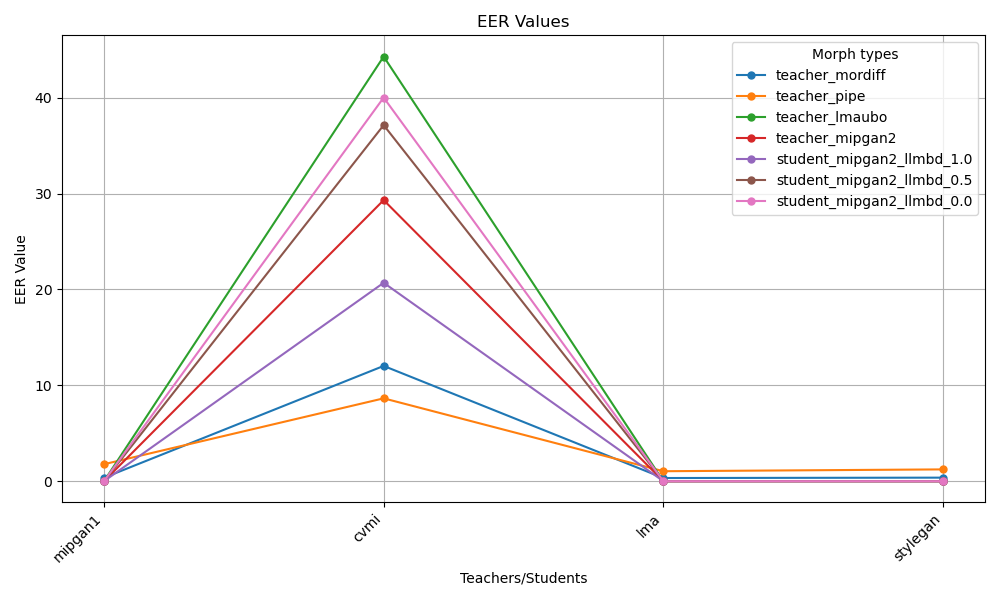 EER Values
Morph types
teacher_mordiff
teacher_pipe
teacher_lmaubo
teacher_mipgan2
student_mipgan2_llmbd_1.0
student_mipgan2_llmbd_0.5
student_mipgan2_llmbd_0.0
EER Value
40
30
20
10
0
mipgan1
cvmi
lma
stylegan
Teachers/Students